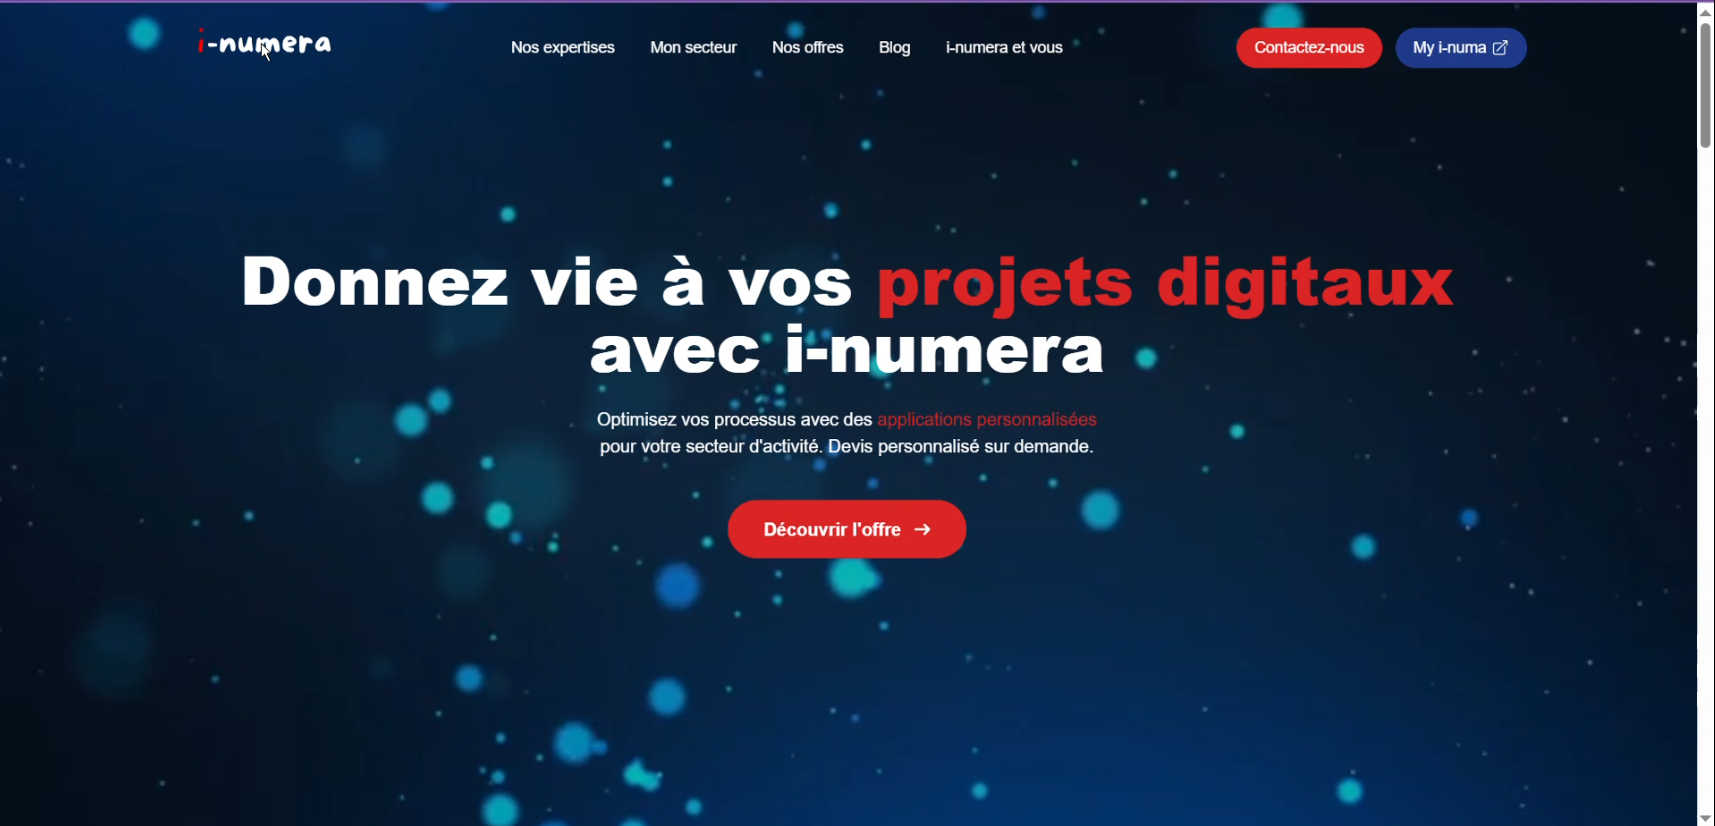 i-numera
Nos expertises
Mon secteur
Nos offres
Blog
i-numera et vous
Contactez-nous
My i-numa
Donnez vie à vos projets digitaux
avec i-numera
Optimisez vos processus avec des applications personnalisées
pour votre secteur d'activité. Devis personnalisé sur demande.
Découvrir l'offre →